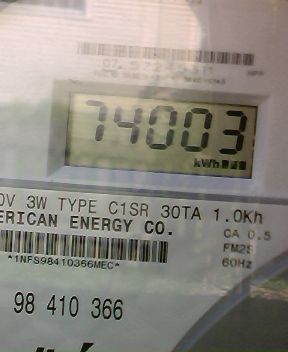 74003
kWh
0V 3W TYPE C1SR 30TA 1.0Kh
ERICAN ENERGY CO.
CA 0.5
FM2S
60Hz
*1NFS98410366MEC*
98 410 366